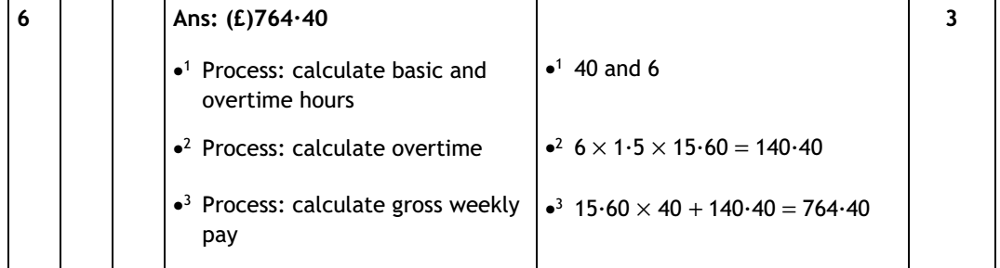 6 Ans: (£)764·40 3
•1 Process: calculate basic and
overtime hours
•1 40 and 6
•2 Process: calculate overtime
•2 6 × 1·5 × 15·60 = 140·40
•3 Process: calculate gross weekly
pay
•3 15·60 × 40 + 140·40 = 764·40